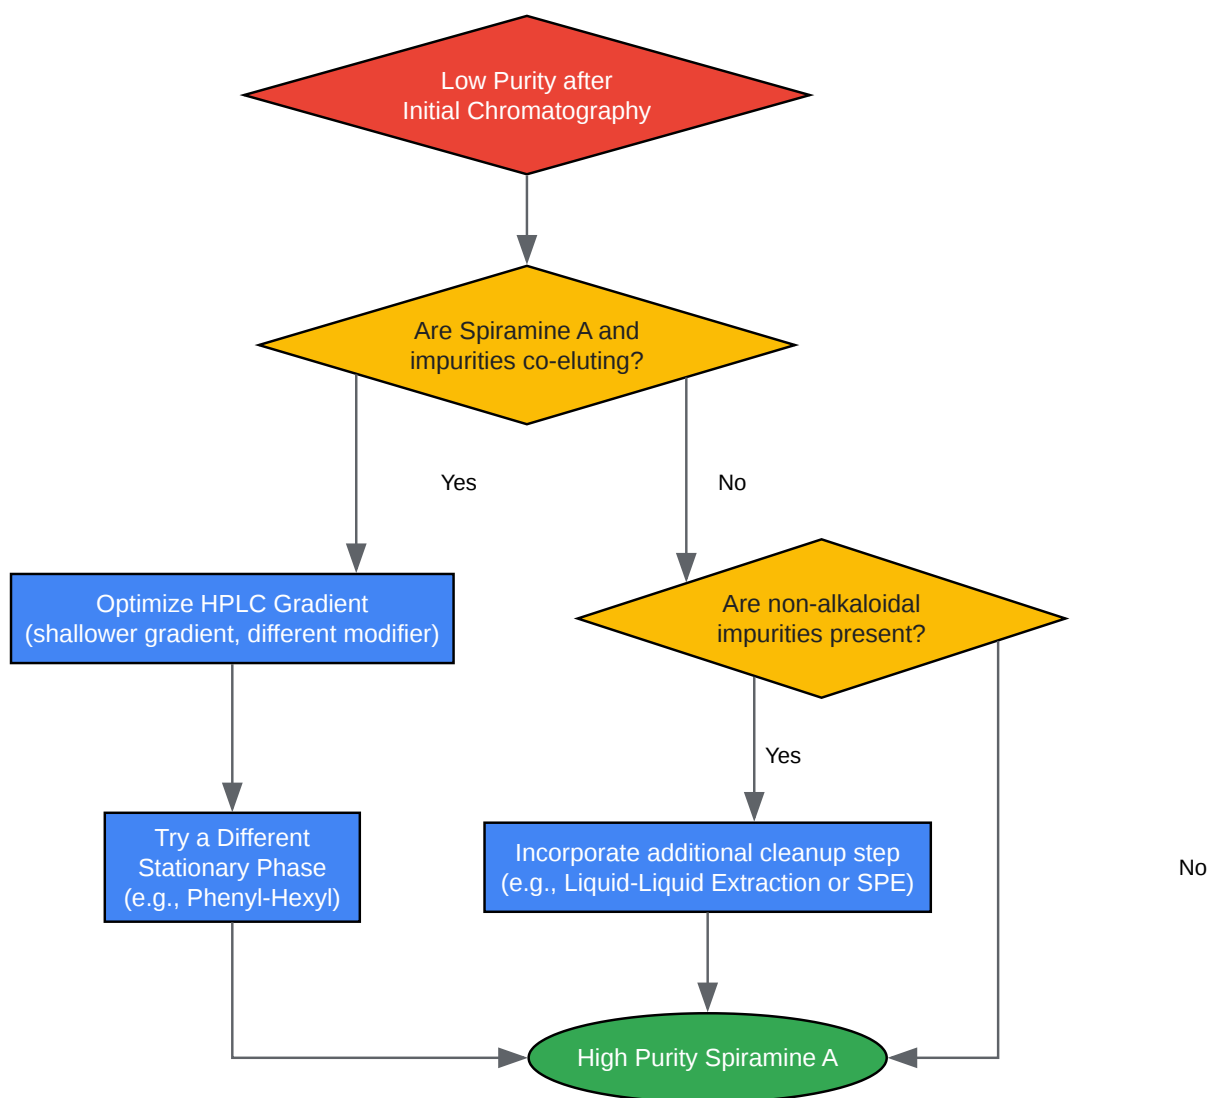 Low Purity after
Initial Chromatography
Are Spiramine A and
impurities co-eluting?
Yes
No
Optimize HPLC Gradient
(shallower gradient, different modifier)
Are non-alkaloidal
impurities present?
Yes
Try a Different
Stationary Phase
(e.g., Phenyl-Hexyl)
Incorporate additional cleanup step
(e.g., Liquid-Liquid Extraction or SPE)
No
High Purity Spiramine A